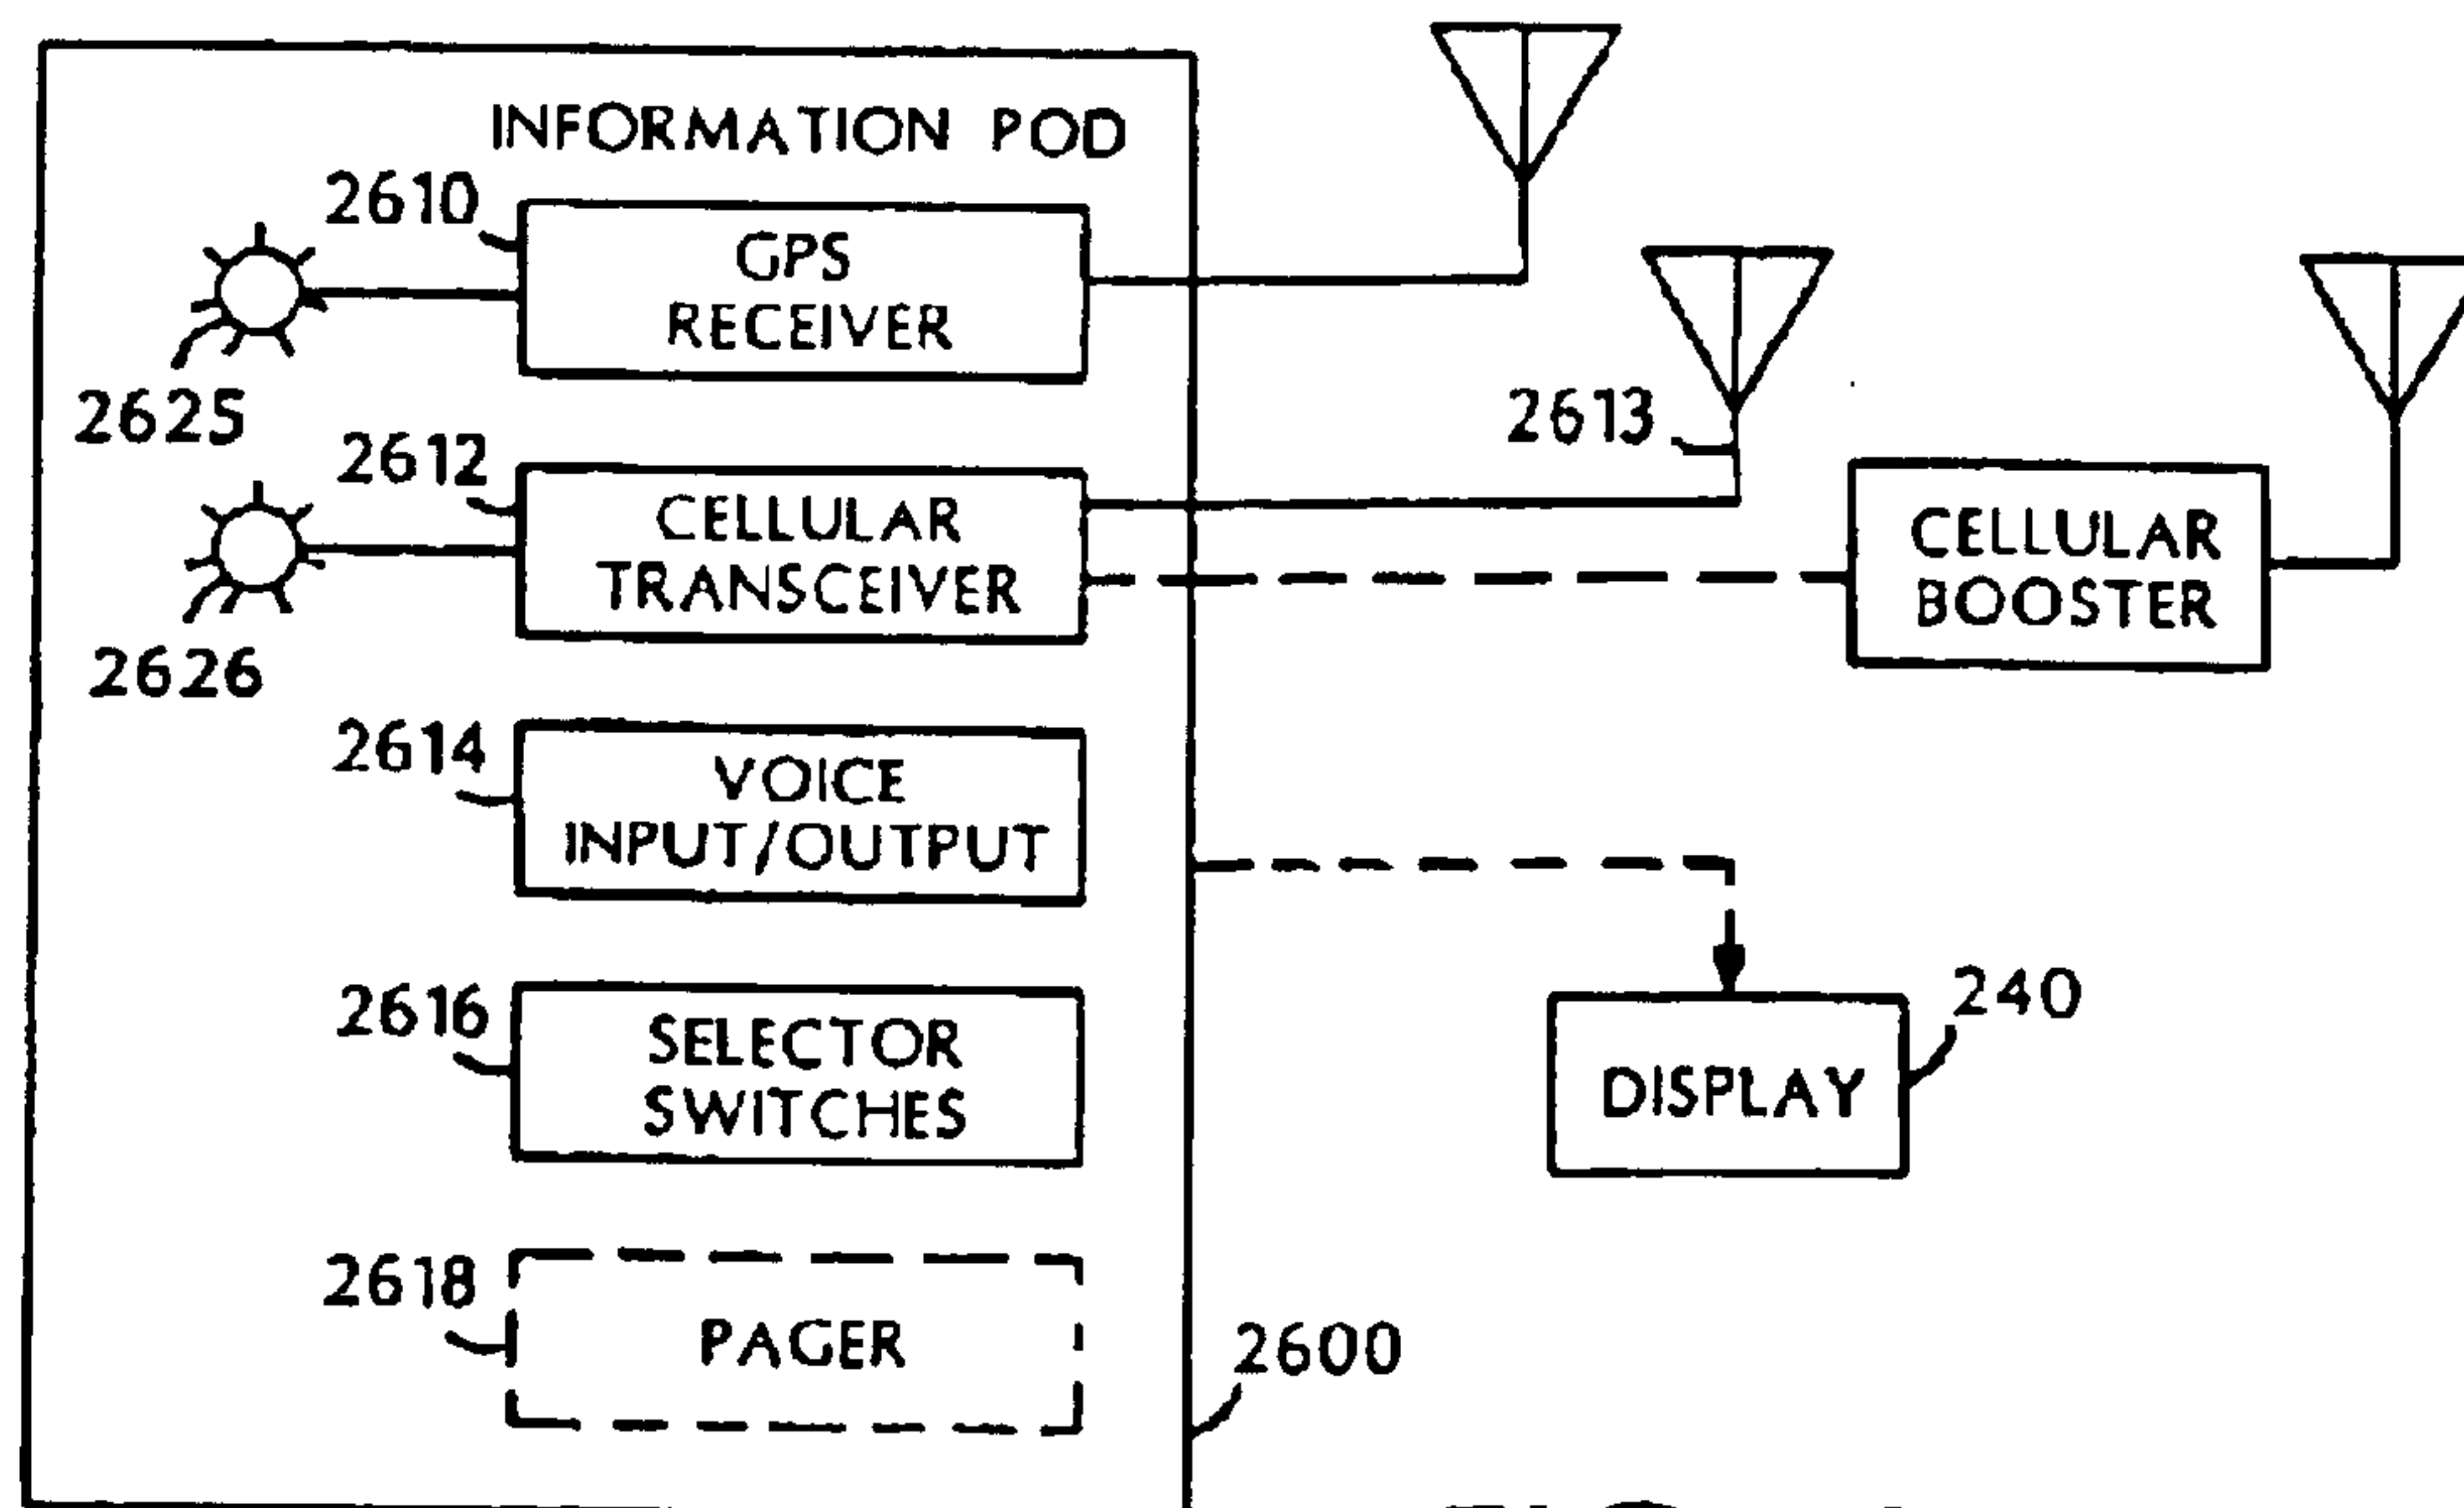 INFORMATION POD
2610
GPS
RECEIVER
2625
2613
2612
CELLULAR
TRANSCEIVER
CELLULAR
BOOSTER
2626
2614
VOICE
INPUT/OUTPUT
2616
SELECTOR
SWITCHES
240
DISPLAY
2618
PAGER
2600